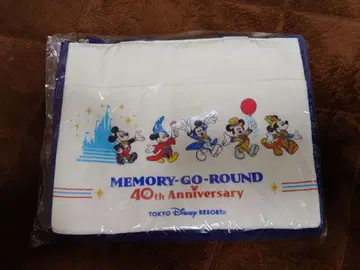 MEMORY-GO-ROUND
40th Anniversary
TOKYO Disney RESORT®